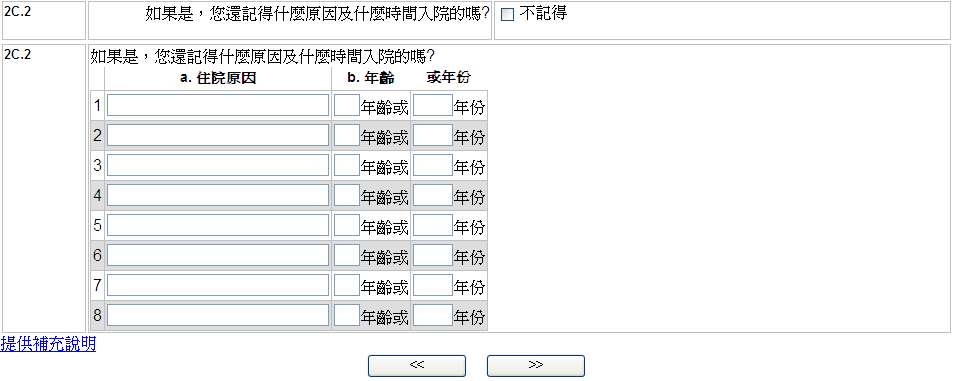 2C.2 如果是，您還記得什麼原因及什麼時間入院的嗎? 不記得
2C.2 如果是，您還記得什麼原因及什麼時間入院的嗎?
a. 住院原因 b. 年齡 或年份
1 年齡或 年份
2 年齡或 年份
3 年齡或 年份
4 年齡或 年份
5 年齡或 年份
6 年齡或 年份
7 年齡或 年份
8 年齡或 年份
提供補充說明
<< >>